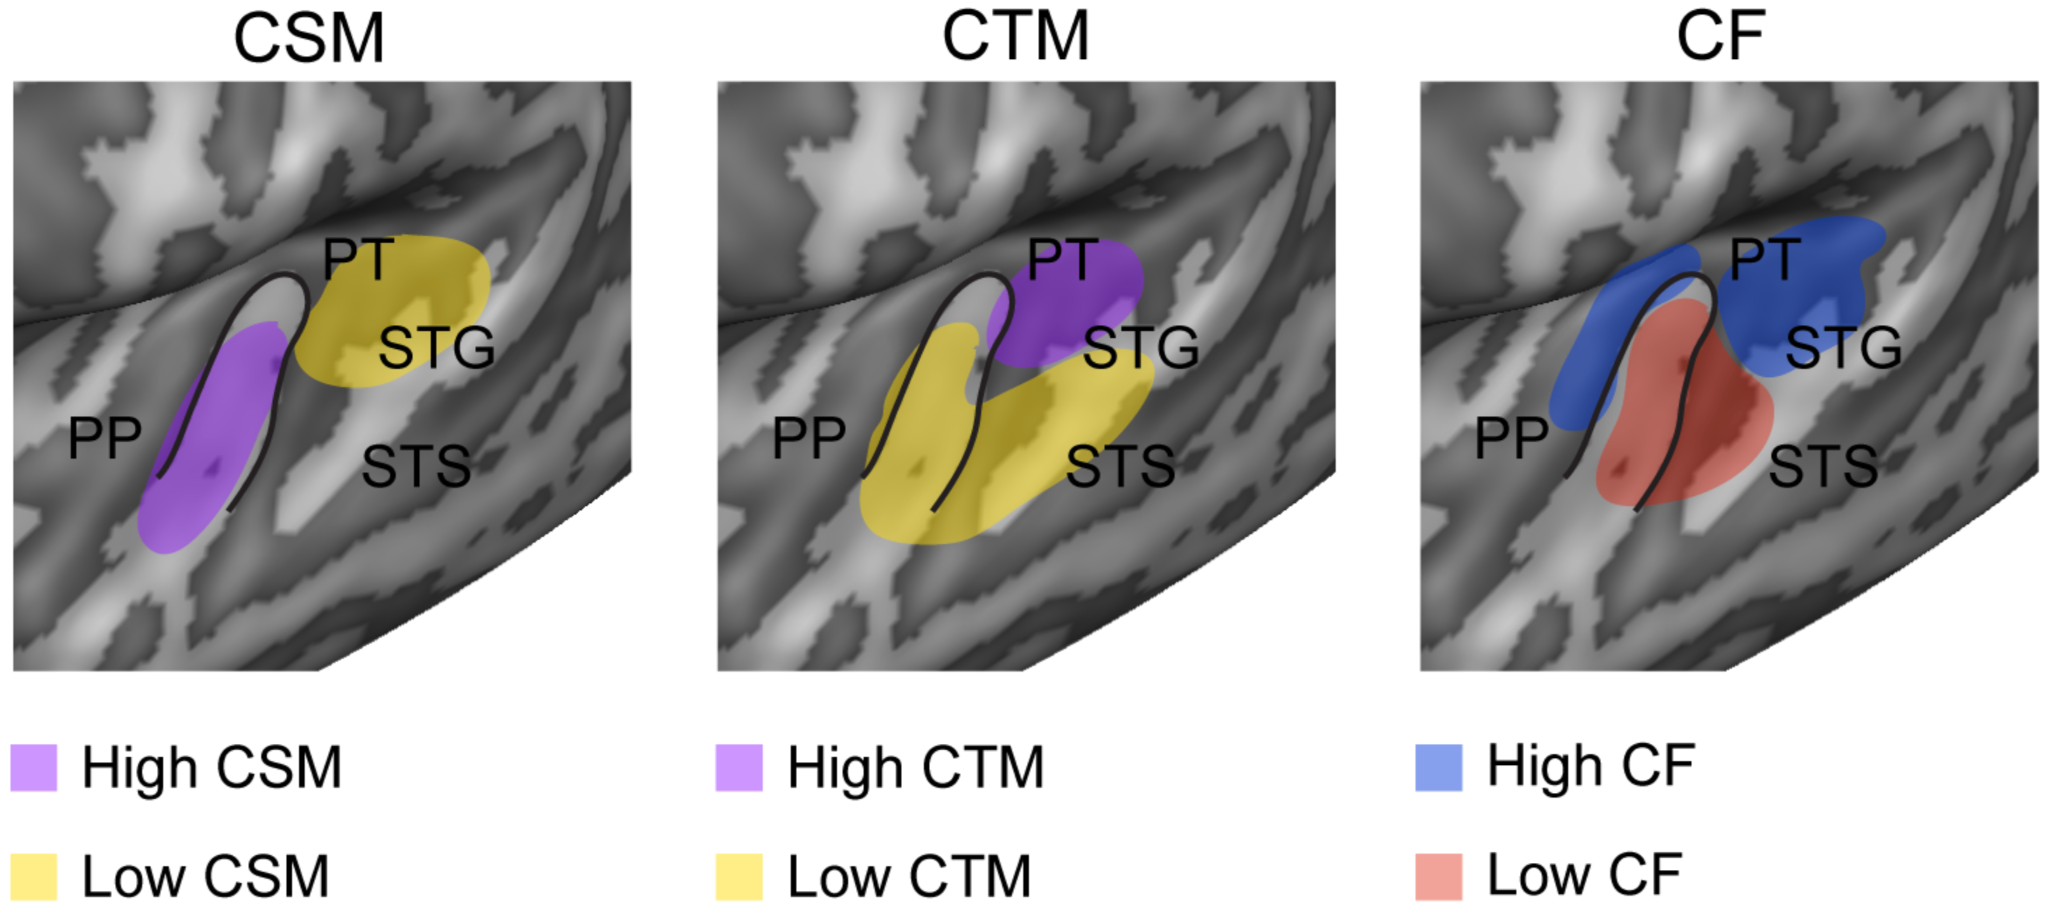 CSM
CTM
CF
PT
STG
PP
STS
PT
STG
PP
STS
PT
STG
PP
STS
High CSM
High CTM
High CF
Low CSM
Low CTM
Low CF